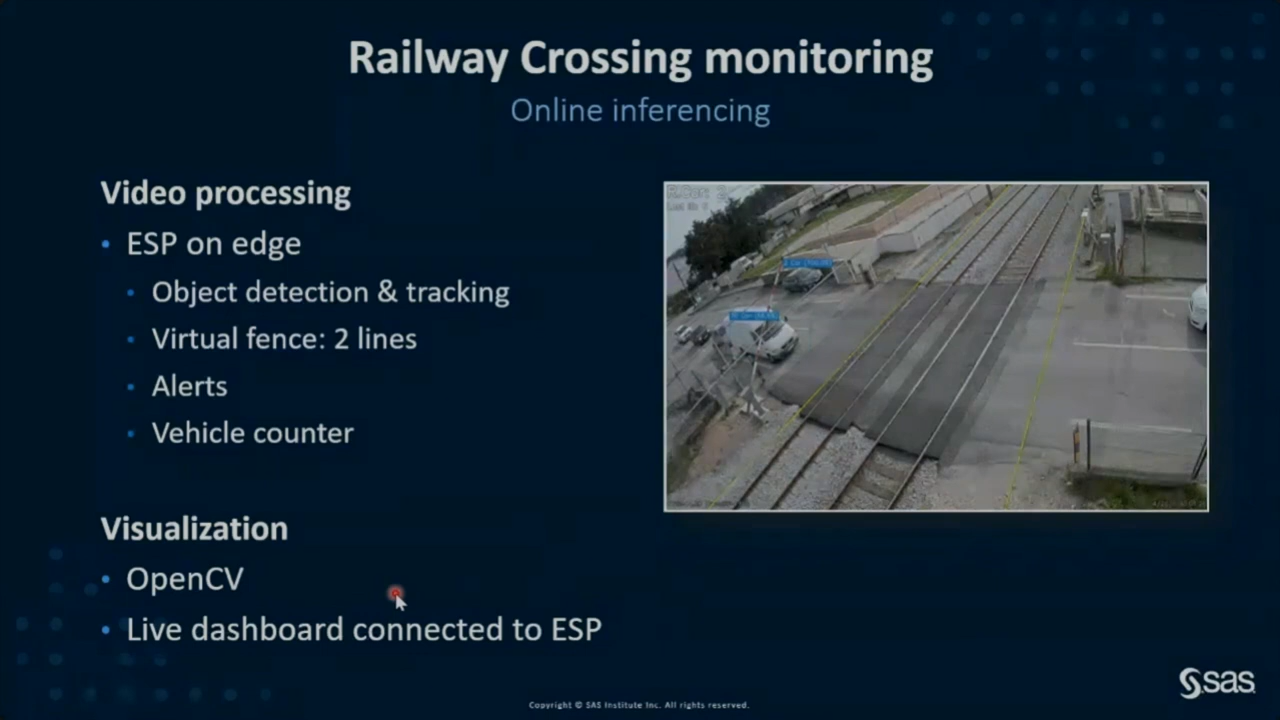 Railway Crossing monitoring
Online inferencing
Video processing
• ESP on edge
• Object detection & tracking
• Virtual fence: 2 lines
• Alerts
• Vehicle counter
Visualization
• OpenCV
• Live dashboard connected to ESP
Copyright © SAS Institute Inc. All rights reserved.
sas